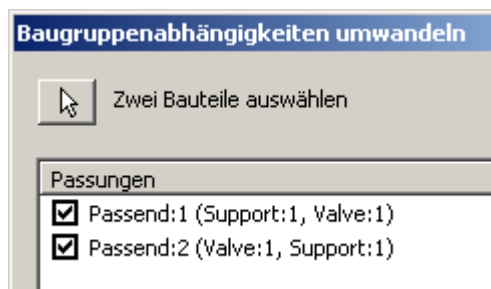 Baugruppenabhängigkeiten umwandeln
Zwei Bauteile auswählen
Passungen
Passend:1 (Support:1, Valve:1)
Passend:2 (Valve:1, Support:1)